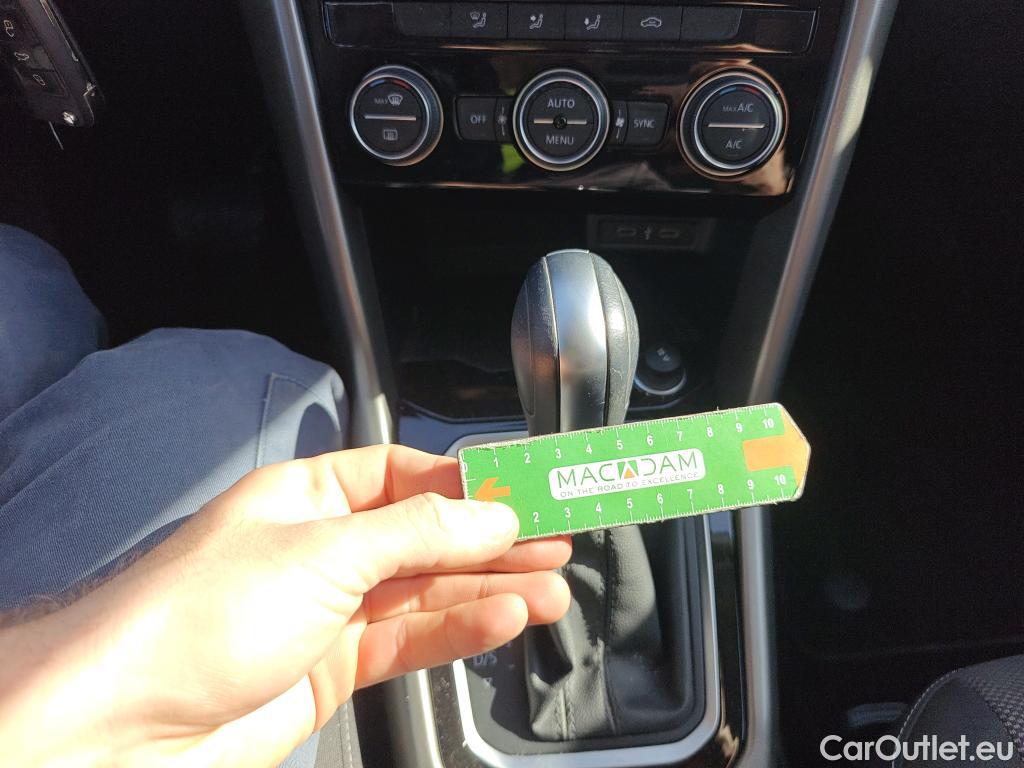 MAX
OFF
AUTO
MENU
SYNC
MAX A/C
A/C
0 1 2 3 4 5 6 7 8 9 10
MACADAM
ON THE ROAD TO EXCELLENCE
2 3 4 5 6 7 8 9 10
D/S
CarOutlet.eu